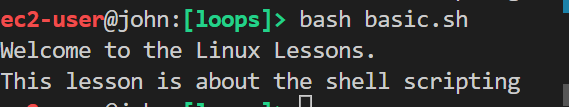 ec2-user@john:[loops]> bash basic.sh
Welcome to the Linux Lessons.
This lesson is about the shell scripting